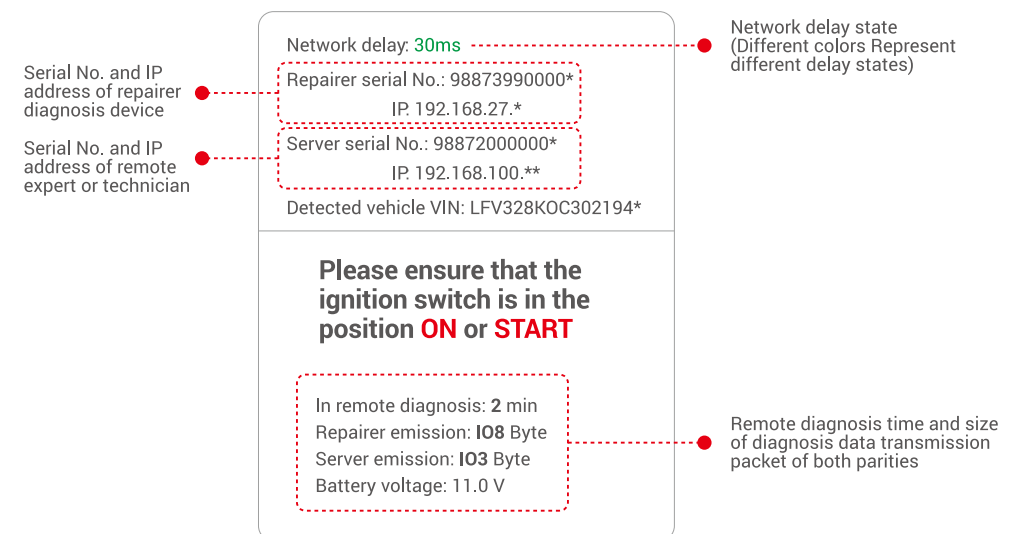 Network delay: 30ms
Repairer serial No.: 98873990000*
IP. 192.168.27.*
Server serial No.: 98872000000*
IP. 192.168.100.**
Detected vehicle VIN: LFV328KOC302194*
Please ensure that the
ignition switch is in the
position ON or START
In remote diagnosis: 2 min
Repairer emission: IO8 Byte
Server emission: IO3 Byte
Battery voltage: 11.0 V
Serial No. and IP
address of repairer
diagnosis device
Serial No. and IP
address of remote
expert or technician
Network delay state
(Different colors Represent
different delay states)
Remote diagnosis time and size
of diagnosis data transmission
packet of both parities